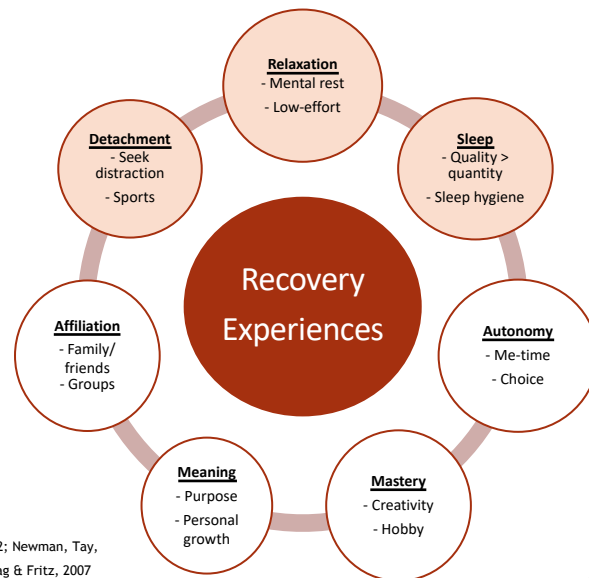 Relaxation
- Mental rest
- Low-effort
Detachment
- Seek
distraction
- Sports
Sleep
- Quality >
quantity
- Sleep hygiene
Recovery
Experiences
Affiliation
- Family/
friends
- Groups
Autonomy
- Me-time
- Choice
Meaning
- Purpose
- Personal
growth
Mastery
- Creativity
- Hobby
2; Newman, Tay,
& Fritz, 2007